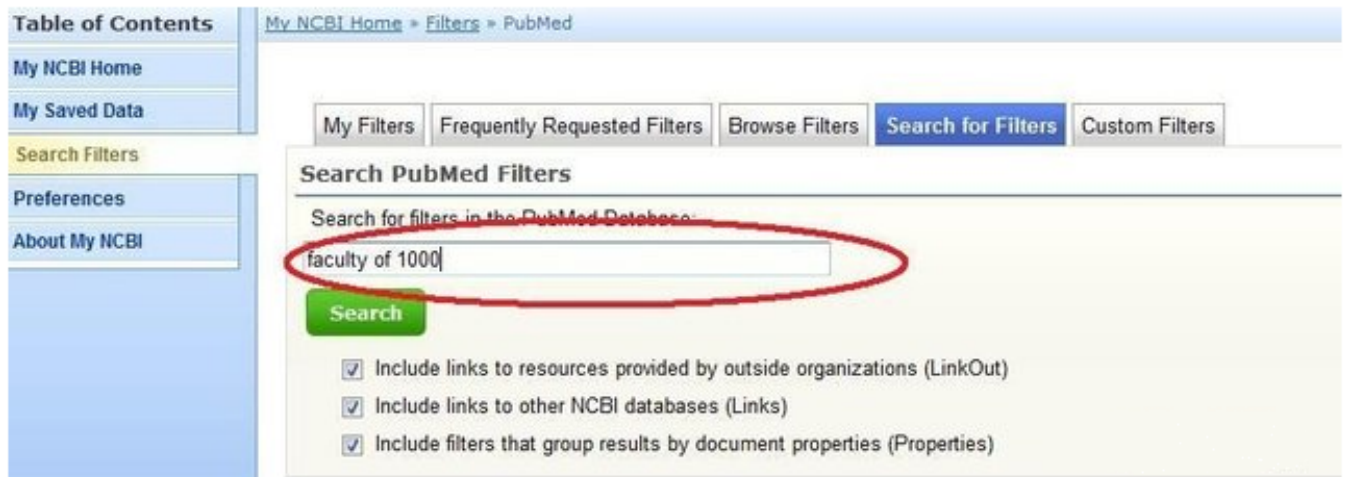 Table of Contents
My NCBI Home
My Saved Data
Search Filters
Preferences
About My NCBI
My NCBI Home » Filters » PubMed
My Filters Frequently Requested Filters Browse Filters Search for Filters Custom Filters
Search PubMed Filters
Search for filters in the PubMed Database:
faculty of 1000
Search
Include links to resources provided by outside organizations (LinkOut)
Include links to other NCBI databases (Links)
Include filters that group results by document properties (Properties)